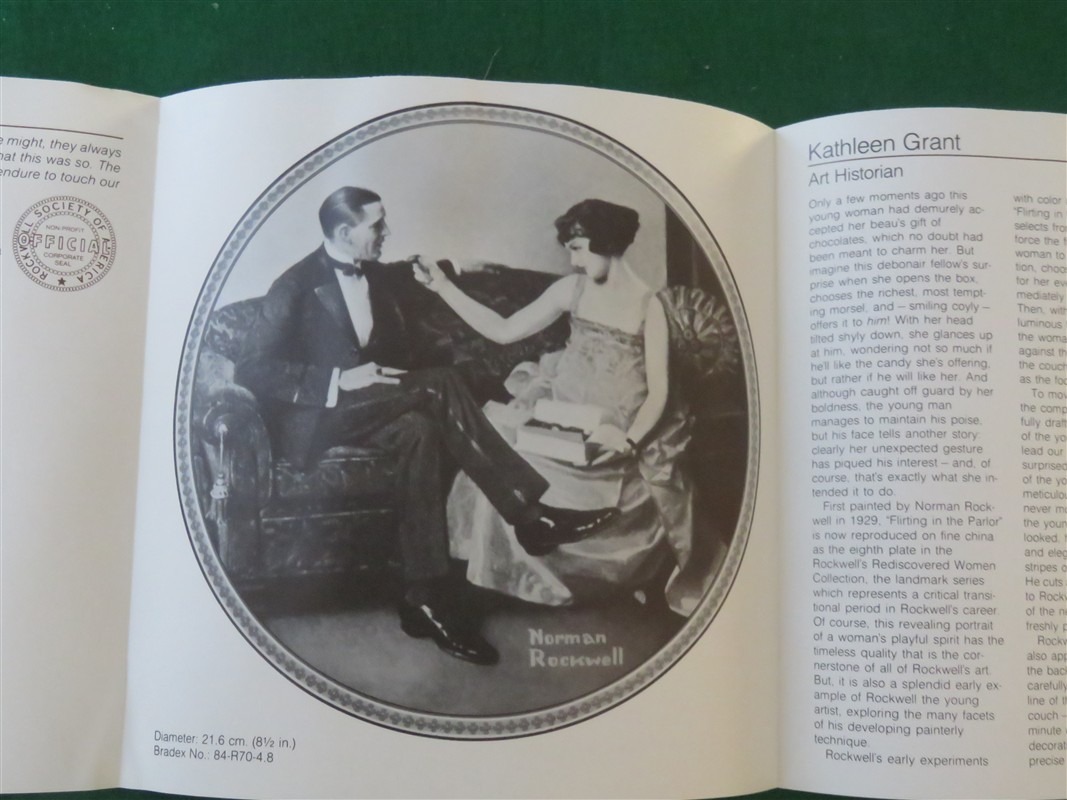 e might, they always
hat this was so. The
endure to touch our
ROCKWELL SOCIETY OF AMERICA
NON-PROFIT
OFFICIAL
CORPORATE
SEAL
Norman
Rockwell
Diameter: 21.6 cm. (8½ in.)
Bradex No.: 84-R70-4.8
Kathleen Grant
Art Historian
Only a few moments ago this
young woman had demurely ac-
cepted her beau's gift of
chocolates, which no doubt had
been meant to charm her. But
imagine this debonair fellow's sur-
prise when she opens the box,
chooses the richest, most tempt-
ing morsel, and – smiling coyly –
offers it to him! With her head
tilted shyly down, she glances up
at him, wondering not so much if
he'll like the candy she's offering,
but rather if he will like her. And
although caught off guard by her
boldness, the young man
manages to maintain his poise,
but his face tells another story:
clearly her unexpected gesture
has piqued his interest – and, of
course, that's exactly what she in-
tended it to do.
First painted by Norman Rock-
well in 1929, "Flirting in the Parlor"
is now reproduced on fine china
as the eighth plate in the
Rockwell's Rediscovered Women
Collection, the landmark series
which represents a critical transi-
tional period in Rockwell's career.
Of course, this revealing portrait
of a woman's playful spirit has the
timeless quality that is the cor-
nerstone of all of Rockwell's art.
But, it is also a splendid early ex-
ample of Rockwell the young
artist, exploring the many facets
of his developing painterly
technique.
Rockwell's early experiments
with color
"Flirting in
selects fro
force the f
woman to
tion, choos
for her eve
mediately
Then, with
luminous
the woma
against th
the couch
as the foc
To mov
the comp
fully draft
of the yo
lead our
surprised
of the yo
meticulou
never mu
the youn
looked,
and eleg
stripes o
He cuts
to Rockw
of the ne
freshly p
Rockw
also app
the back
carefully
line of th
couch –
minute
decorat
precise